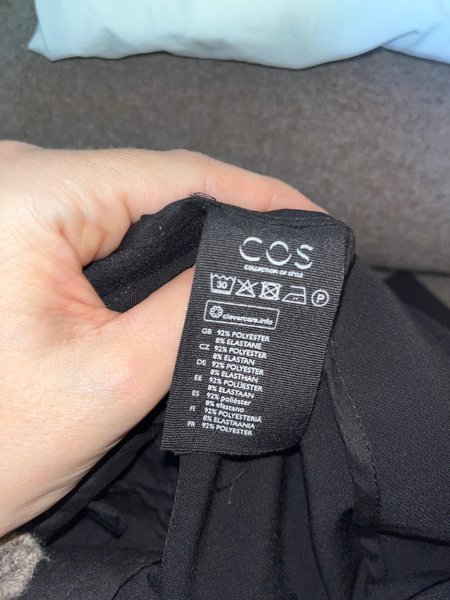 COS
COLLECTION OF STYLE
30 P
clevercare.info
GB 92% POLYESTER
8% ELASTANE
CZ 92% POLYESTER
8% ELASTAN
DE 92% POLYESTER
8% ELASTHAN
EE 92% POLÜESTER
8% ELASTAAN
ES 92% poliéster
8% elastano
FI 92% POLYESTERIÄ
8% ELASTAANIA
FR 92% POLYESTER